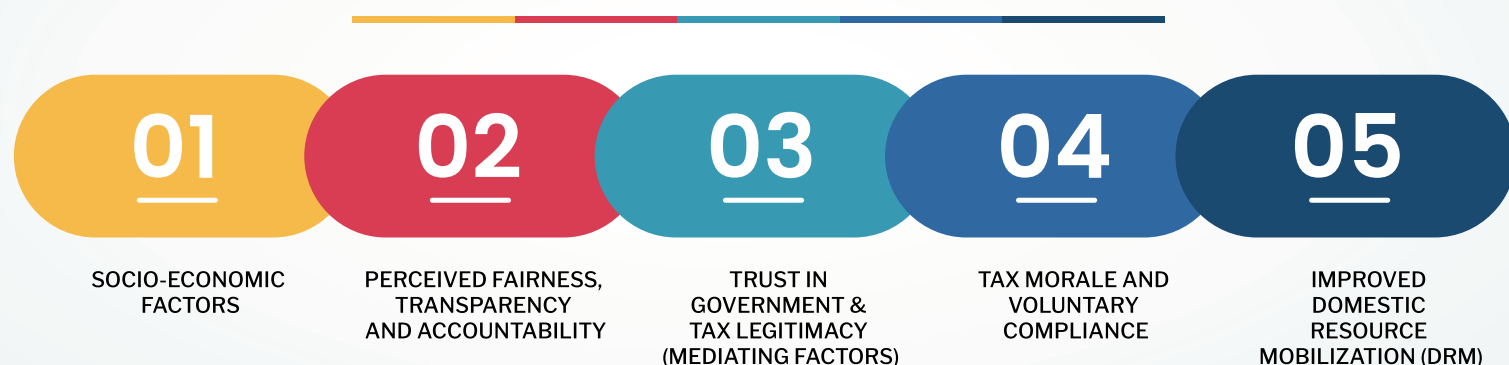 01
02
03
04
05
SOCIO-ECONOMIC
FACTORS
PERCEIVED FAIRNESS,
TRANSPARENCY
AND ACCOUNTABILITY
TRUST IN
GOVERNMENT &
TAX LEGITIMACY
(MEDIATING FACTORS)
TAX MORALE AND
VOLUNTARY
COMPLIANCE
IMPROVED
DOMESTIC
RESOURCE
MOBILIZATION (DRM)